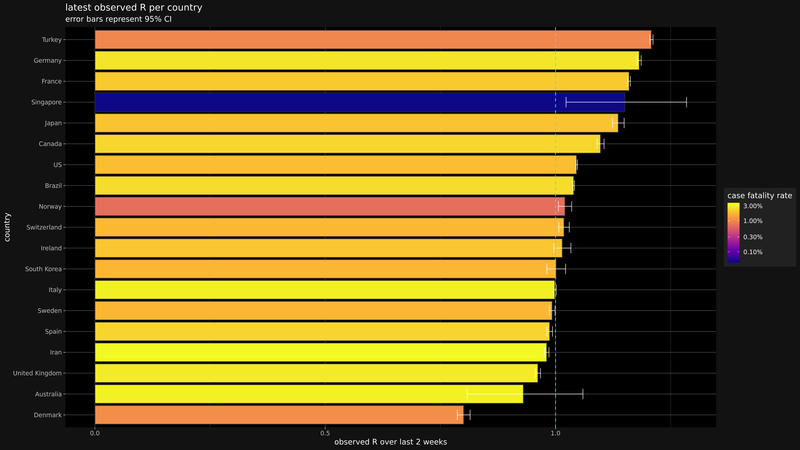 latest observed R per country
error bars represent 95% CI
Turkey
Germany
France
Singapore
Japan
Canada
US
Brazil
Norway
Switzerland
Ireland
South Korea
Italy
Sweden
Spain
Iran
United Kingdom
Australia
Denmark
country
0.0
0.5
1.0
observed R over last 2 weeks
case fatality rate
3.00%
1.00%
0.30%
0.10%